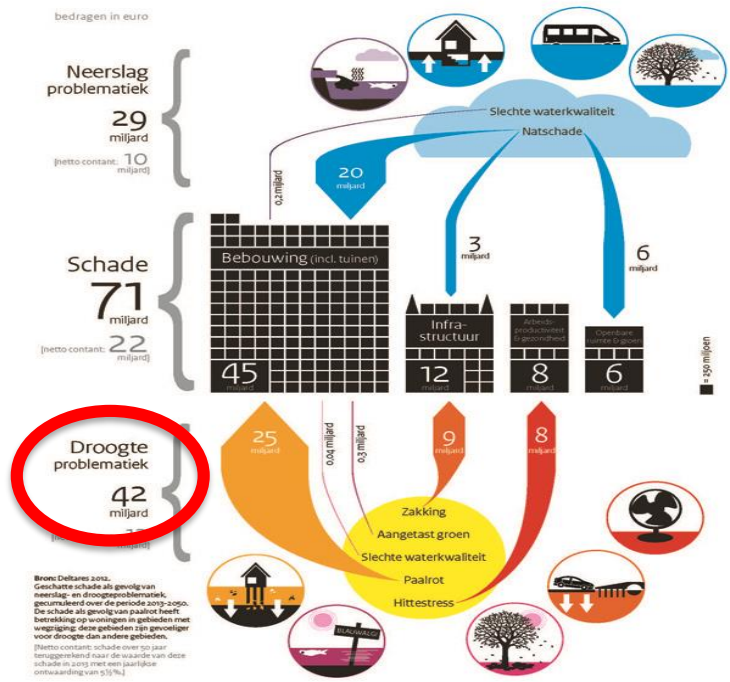 bedragen in euro
Neerslag
problematiek
29
miljard
[netto contant: 10
miljard]
Slechte waterkwaliteit
Natschade
0,2 miljard
20
miljard
3
miljard
6
miljard
Schade
71
miljard
[netto contant: 22
miljard]
Bebouwing (incl. tuinen)
45
miljard
Infra-
structuur
12
miljard
Arbeids-
productiviteit
& gezondheid
8
miljard
Openbare
ruimte & groen
6
miljard
= 250 miljoen
Droogte
problematiek
42
miljard
miljard]
25
miljard
0,04 miljard
0,3 miljard
9
miljard
8
miljard
Zakking
Aangetast groen
Slechte waterkwaliteit
Paalrot
Hittestress
BLAUWALG!
Bron: Deltares 2012.
Geschatte schade als gevolg van
neerslag- en droogteproblematiek,
gecumuleerd over de periode 2013-2050.
De schade als gevolg van paalrot heeft
betrekking op woningen in gebieden met
wegzijging: deze gebieden zijn gevoeliger
voor droogte dan andere gebieden.
[Netto contant: schade over 50 jaar
teruggerekend naar de waarde van deze
schade in 2013 met een jaarlijkse
ontwaarding van 5½%.]